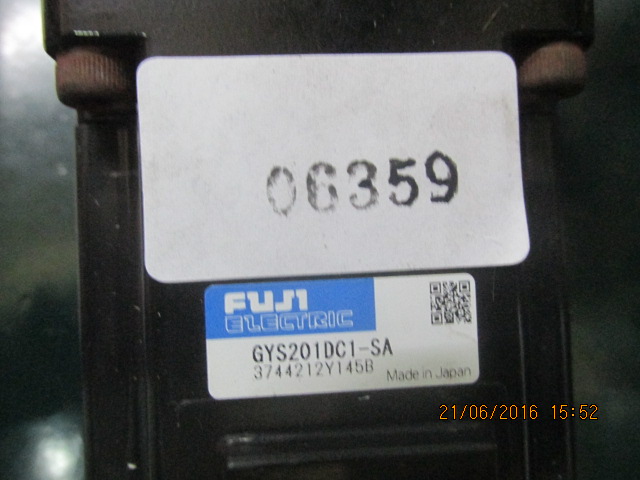 06359
FUJI
ELECTRIC
GYS201DC1-SA
3744212Y145B
Made in Japan
21/06/2016 15:52